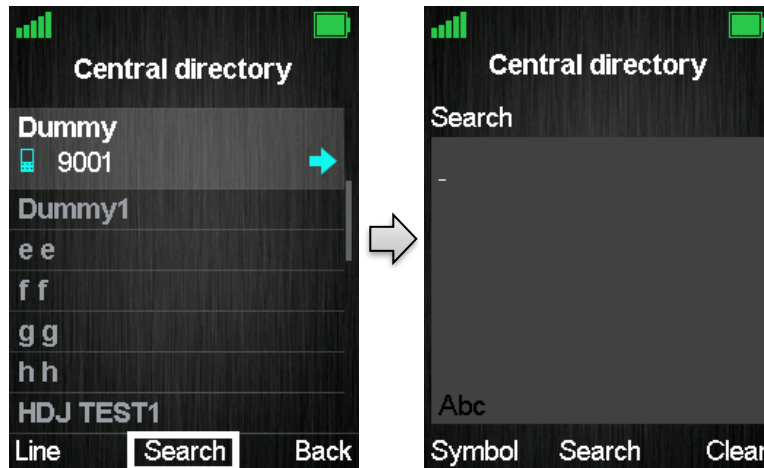 Central directory
Dummy
9001
Dummy1
e e
f f
g g
h h
HDJ TEST1
Line Search Back
Central directory
Search
-
Abc
Symbol Search Clear